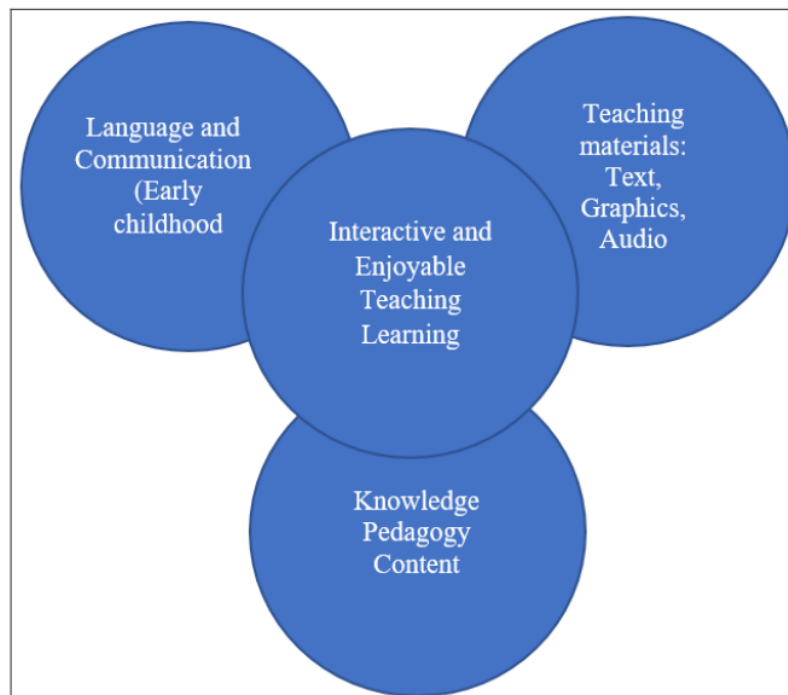 Language and
Communication
(Early
childhood
Teaching
materials:
Text,
Graphics,
Audio
Interactive and
Enjoyable
Teaching
Learning
Knowledge
Pedagogy
Content